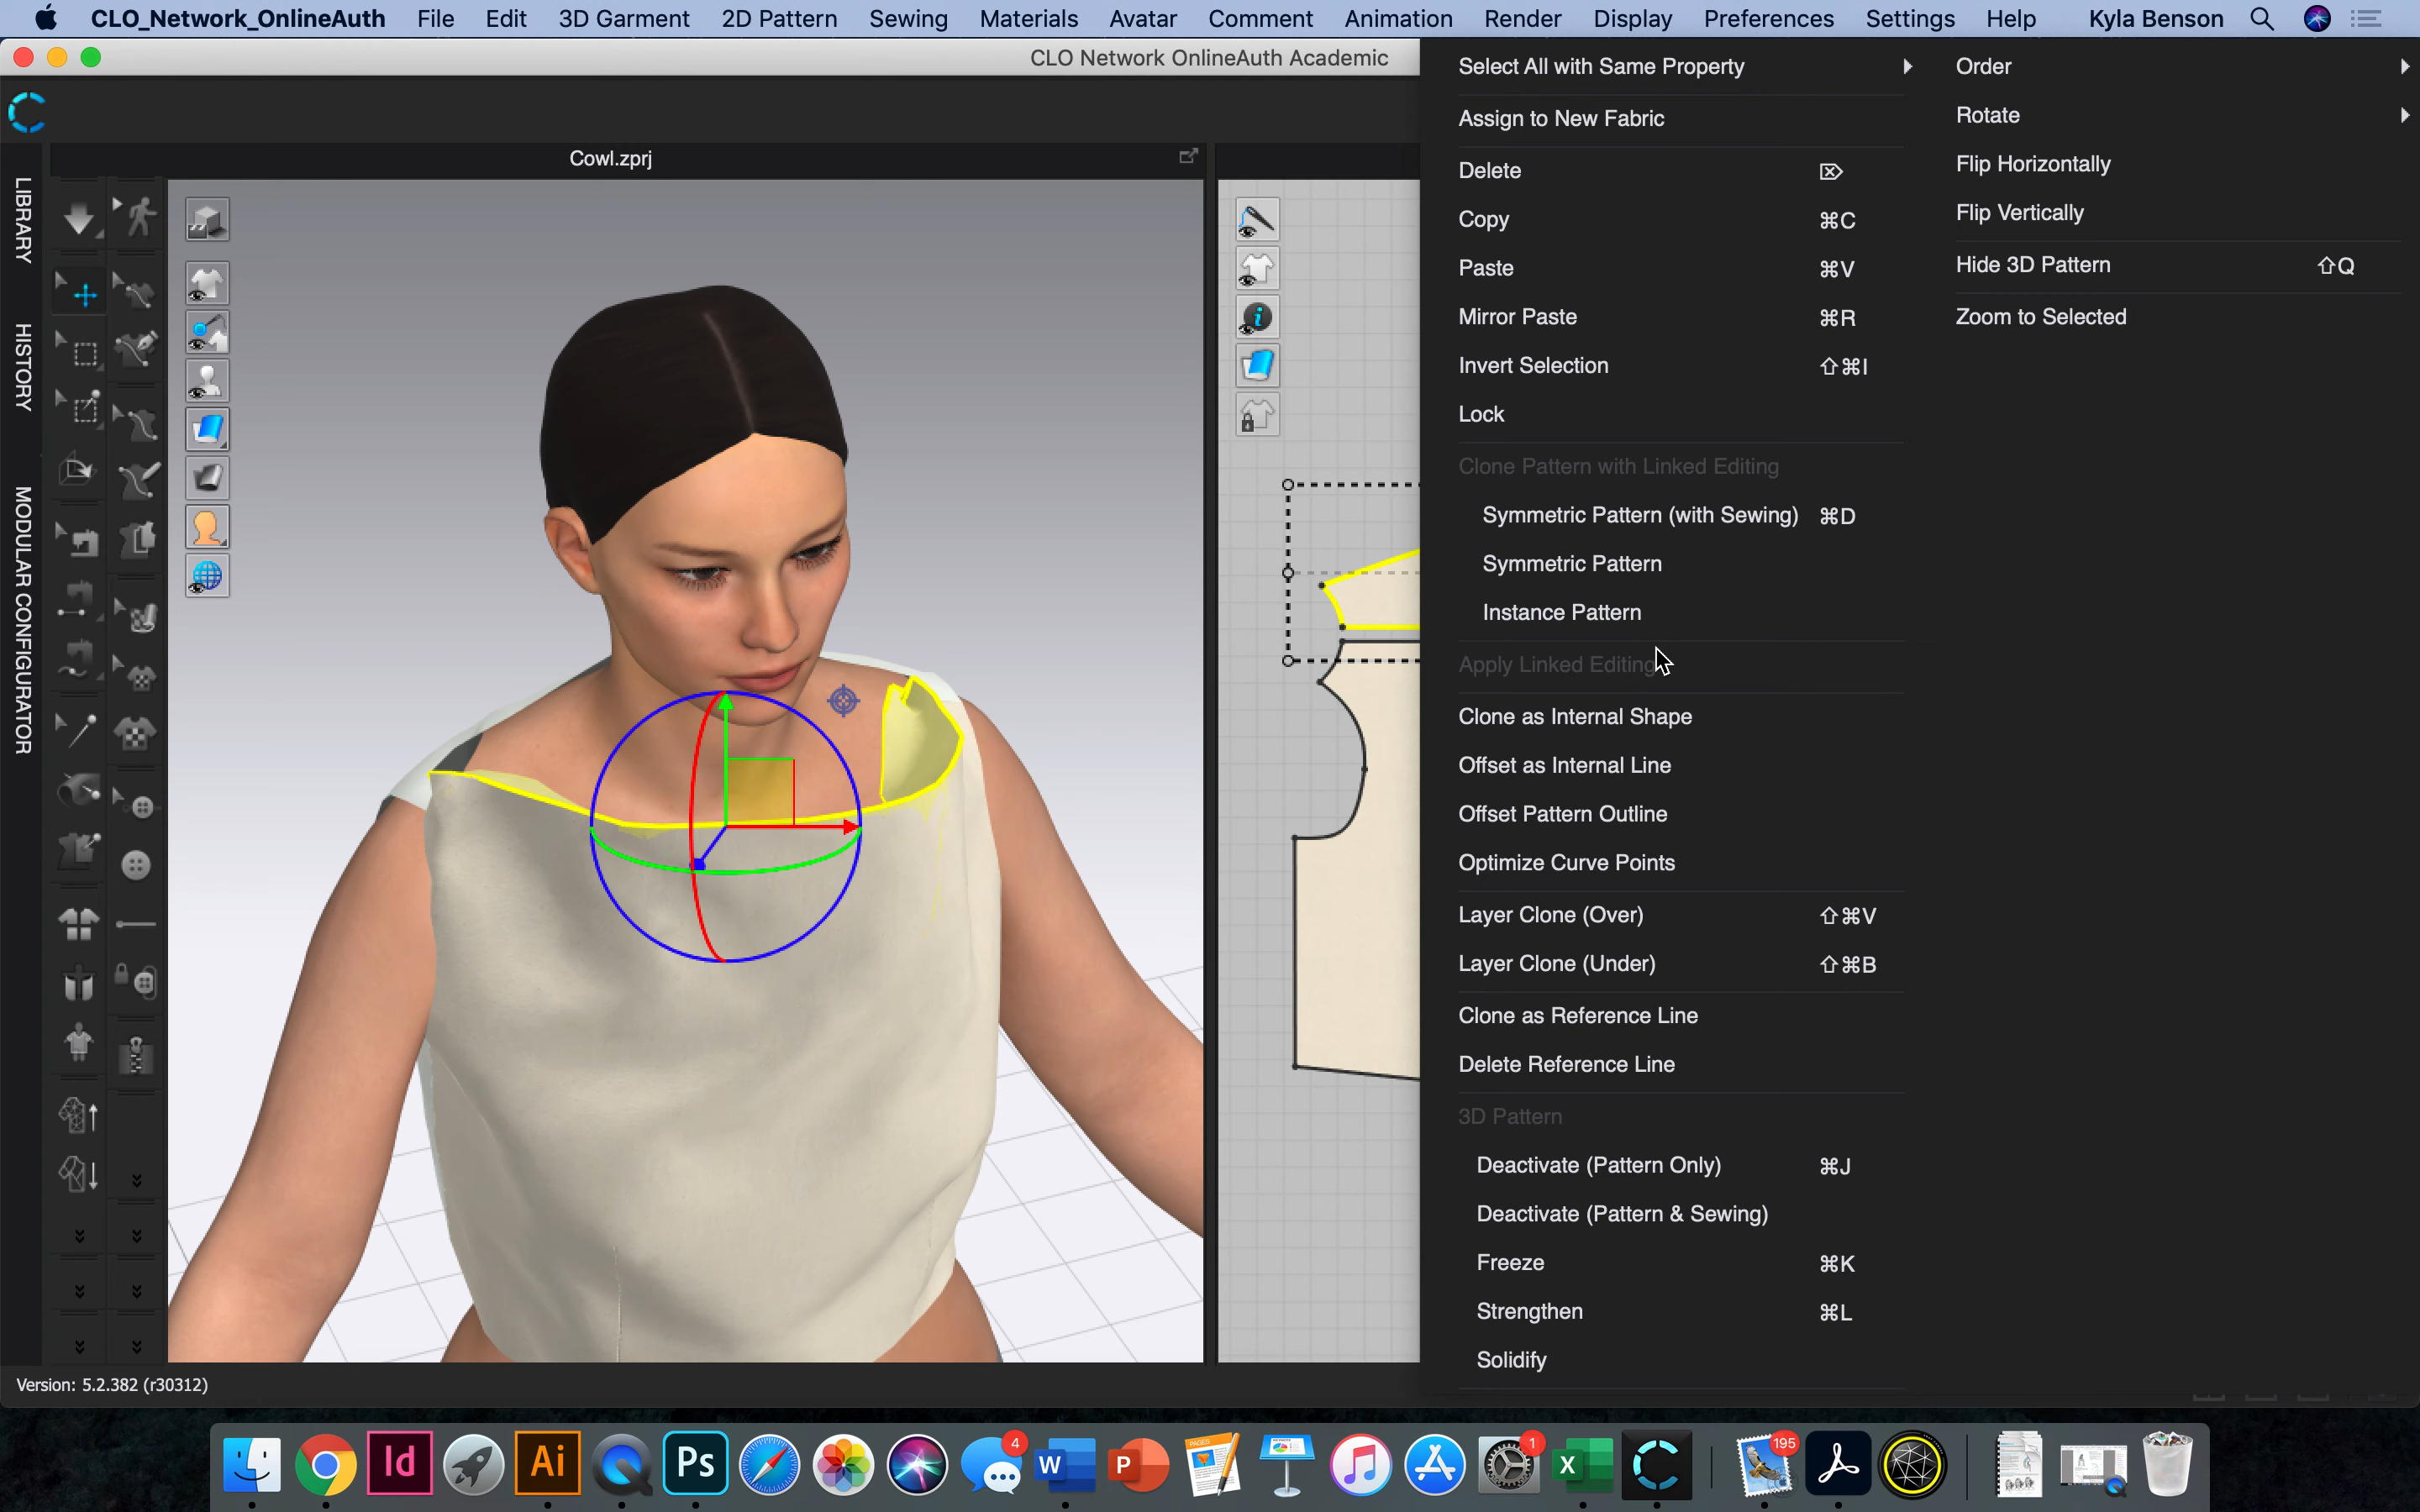 CLO_Network_OnlineAuth File Edit 3D Garment 2D Pattern Sewing Materials Avatar Comment Animation Render Display Preferences Settings Help Kyla Benson
CLO Network OnlineAuth Academic
Cowl.zprj
LIBRARY
HISTORY
MODULAR CONFIGURATOR
Select All with Same Property
Assign to New Fabric
Delete
Copy ⌘C
Paste ⌘V
Mirror Paste ⌘R
Invert Selection ⇧⌘I
Lock
Clone Pattern with Linked Editing
Symmetric Pattern (with Sewing) ⌘D
Symmetric Pattern
Instance Pattern
Apply Linked Editing
Clone as Internal Shape
Offset as Internal Line
Offset Pattern Outline
Optimize Curve Points
Layer Clone (Over) ⇧⌘V
Layer Clone (Under) ⇧⌘B
Clone as Reference Line
Delete Reference Line
3D Pattern
Deactivate (Pattern Only) ⌘J
Deactivate (Pattern & Sewing)
Freeze ⌘K
Strengthen ⌘L
Solidify
Order
Rotate
Flip Horizontally
Flip Vertically
Hide 3D Pattern ⇧Q
Zoom to Selected
Version: 5.2.382 (r30312)
Id
Ai
Ps
4
W
P
PAGES
1
X
195